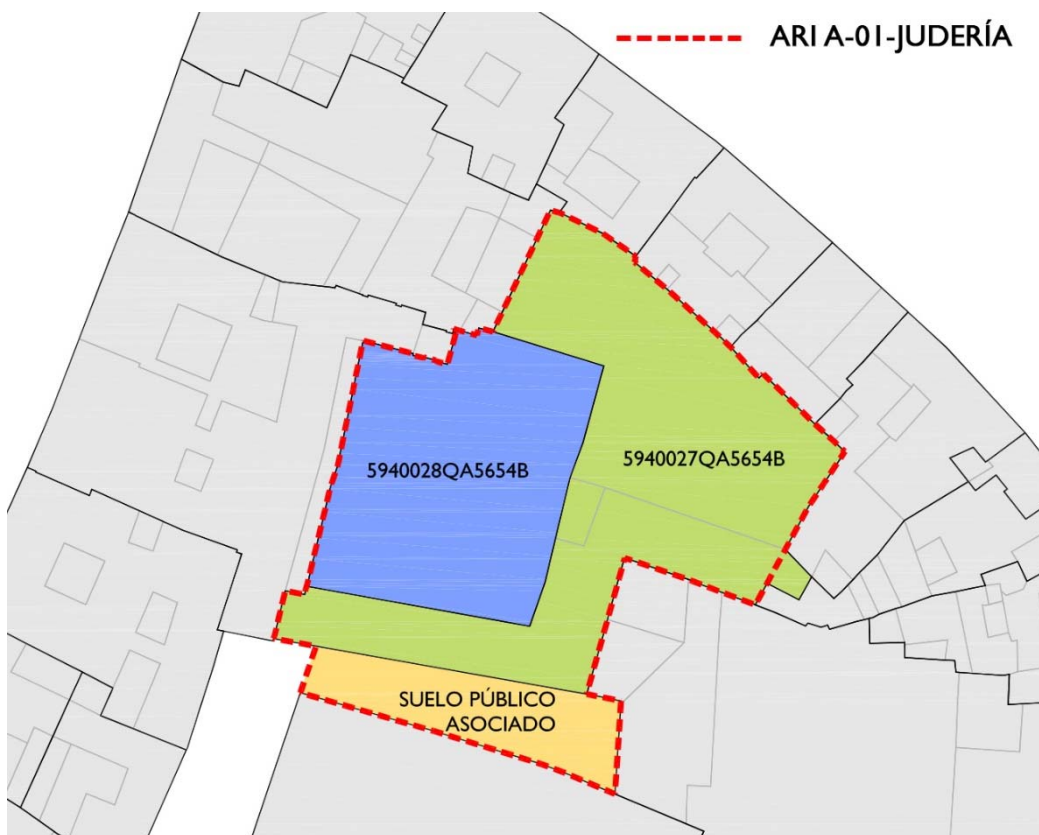 ARI A-01-JUDERÍA
5940028QA5654B
5940027QA5654B
SUELO PÚBLICO
ASOCIADO